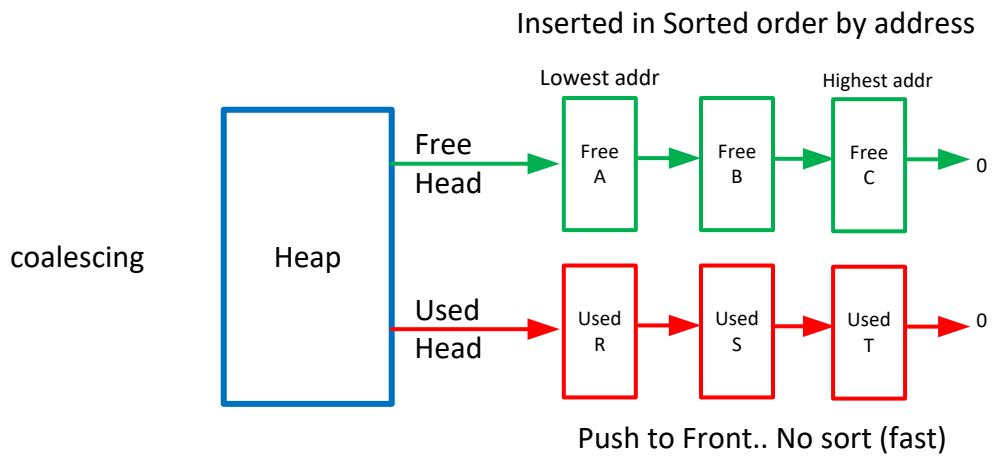 Inserted in Sorted order by address
Lowest addr
Highest addr
Free
Head
Free
A
Free
B
Free
C
0
coalescing
Heap
Used
Head
Used
R
Used
S
Used
T
0
Push to Front.. No sort (fast)